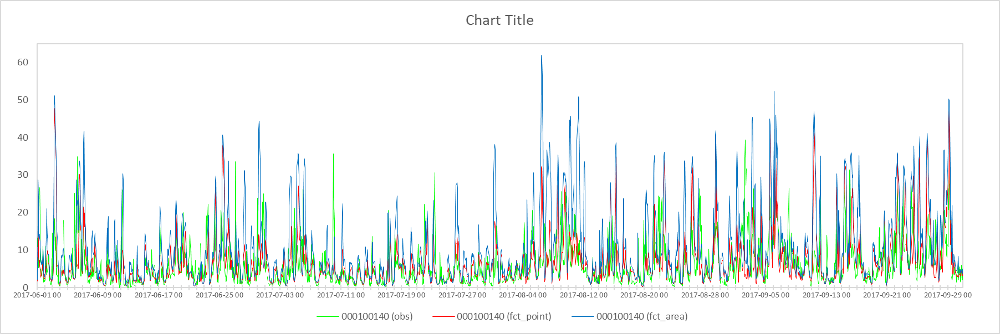 Chart Title
60
50
40
30
20
10
0
2017-06-01 00 2017-06-09 00 2017-06-17 00 2017-06-25 00 2017-07-03 00 2017-07-11 00 2017-07-19 00 2017-07-27 00 2017-08-04 00 2017-08-12 00 2017-08-20 00 2017-08-28 00 2017-09-05 00 2017-09-13 00 2017-09-21 00 2017-09-29 00
000100140 (obs) 000100140 (fct_point) 000100140 (fct_area)